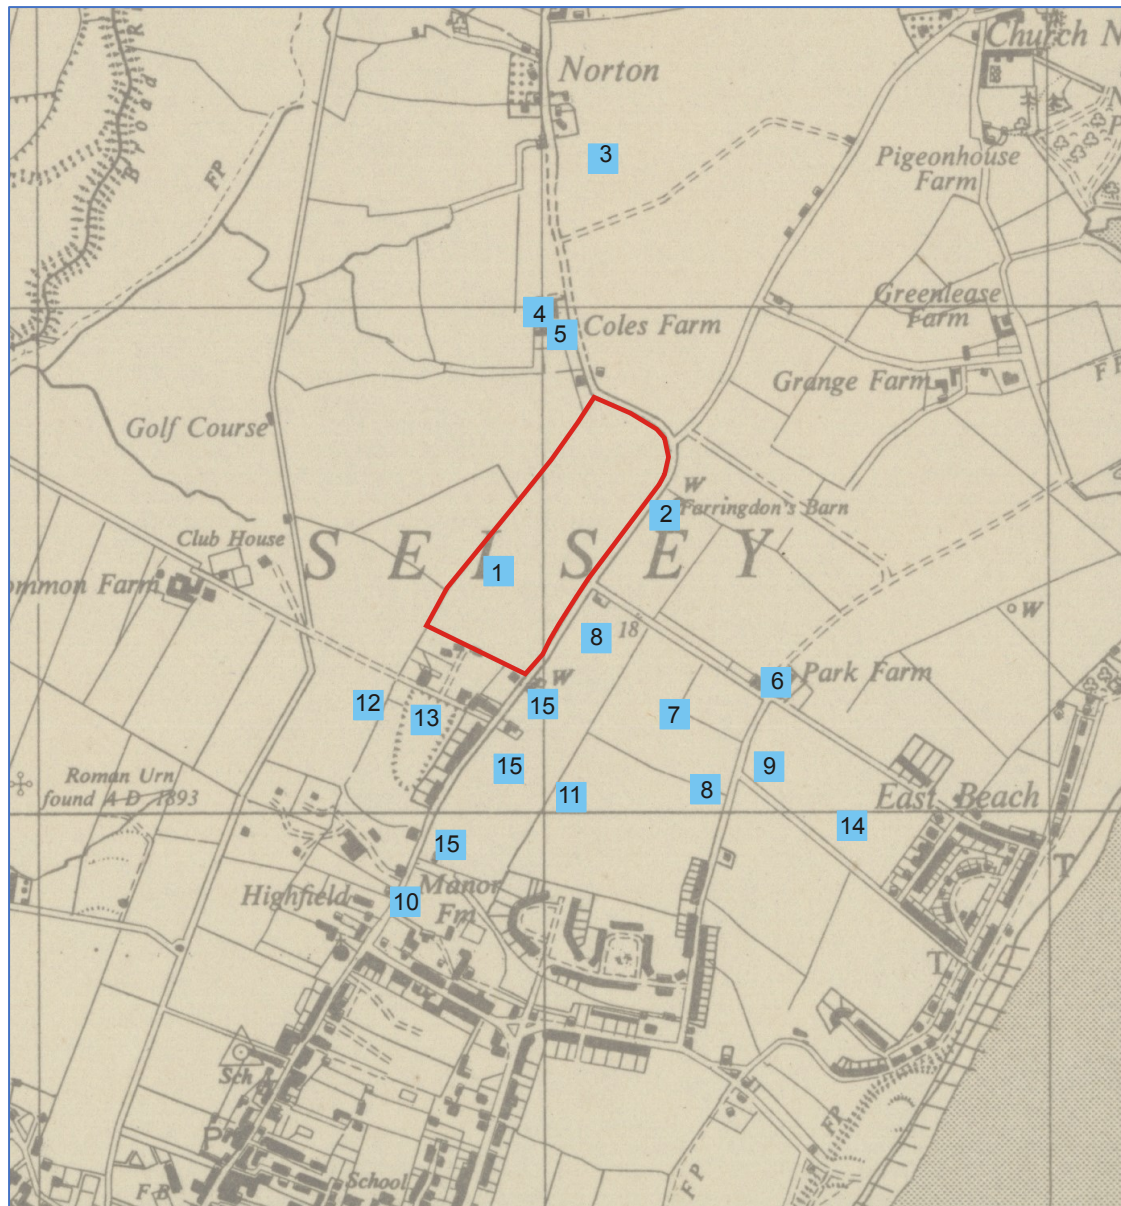 Church N
Norton
Broad R
FP
3
Pigeonhouse
Farm
4
5
Coles Farm
Greenlease
Farm
FP
Grange Farm
Golf Course
W
2
Farringdon's Barn
Club House
SELSEY
1
ommon Farm
W
8
18
W
6
Park Farm
12
13
15
7
Roman Urn
found A D 1893
15
11
8
9
East Beach
14
15
T
Highfield
10
Manor
Fm
T
Sch
FP
P
F B
School
F P